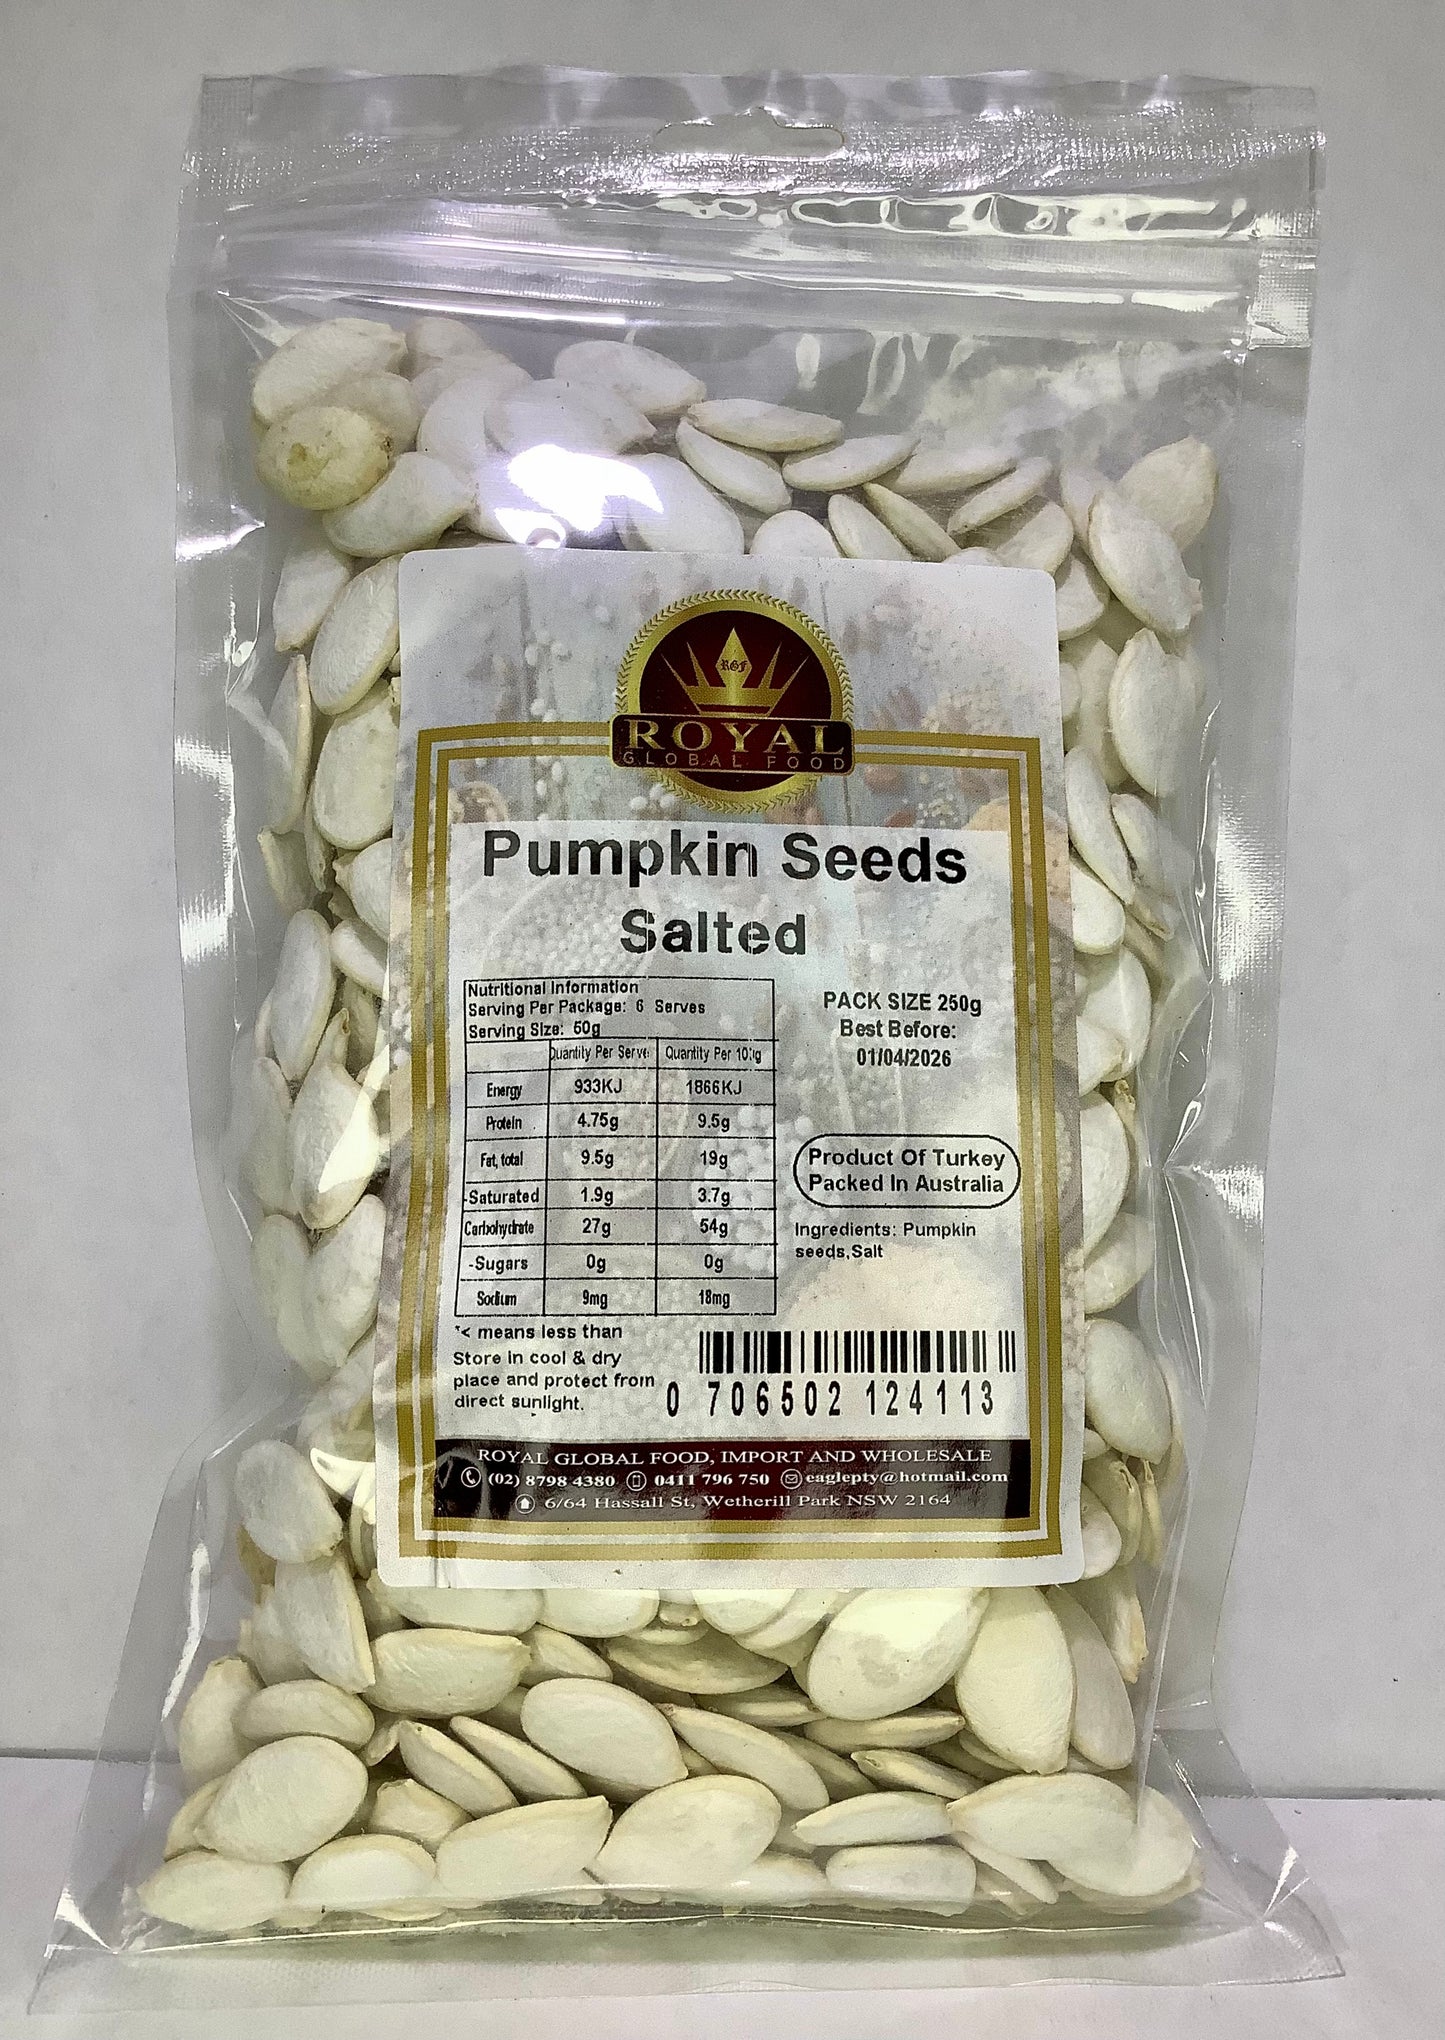 RGF
ROYAL
GLOBAL FOOD
Pumpkin Seeds
Salted
Nutritional Information
Serving Per Package: 6 Serves
Serving Size: 50g
Quantity Per Serve Quantity Per 100g
Energy 933KJ 1866KJ
Protein 4.75g 9.5g
Fat, total 9.5g 19g
-Saturated 1.9g 3.7g
Carbohydrate 27g 54g
-Sugars 0g 0g
Sodium 9mg 18mg
*< means less than
Store in cool & dry
place and protect from
direct sunlight.
PACK SIZE 250g
Best Before:
01/04/2026
Product Of Turkey
Packed In Australia
Ingredients: Pumpkin
seeds,Salt
0 706502 124113
ROYAL GLOBAL FOOD, IMPORT AND WHOLESALE
(02) 8798 4380 0411 796 750 eaglepty@hotmail.com
6/64 Hassall St, Wetherill Park NSW 2164